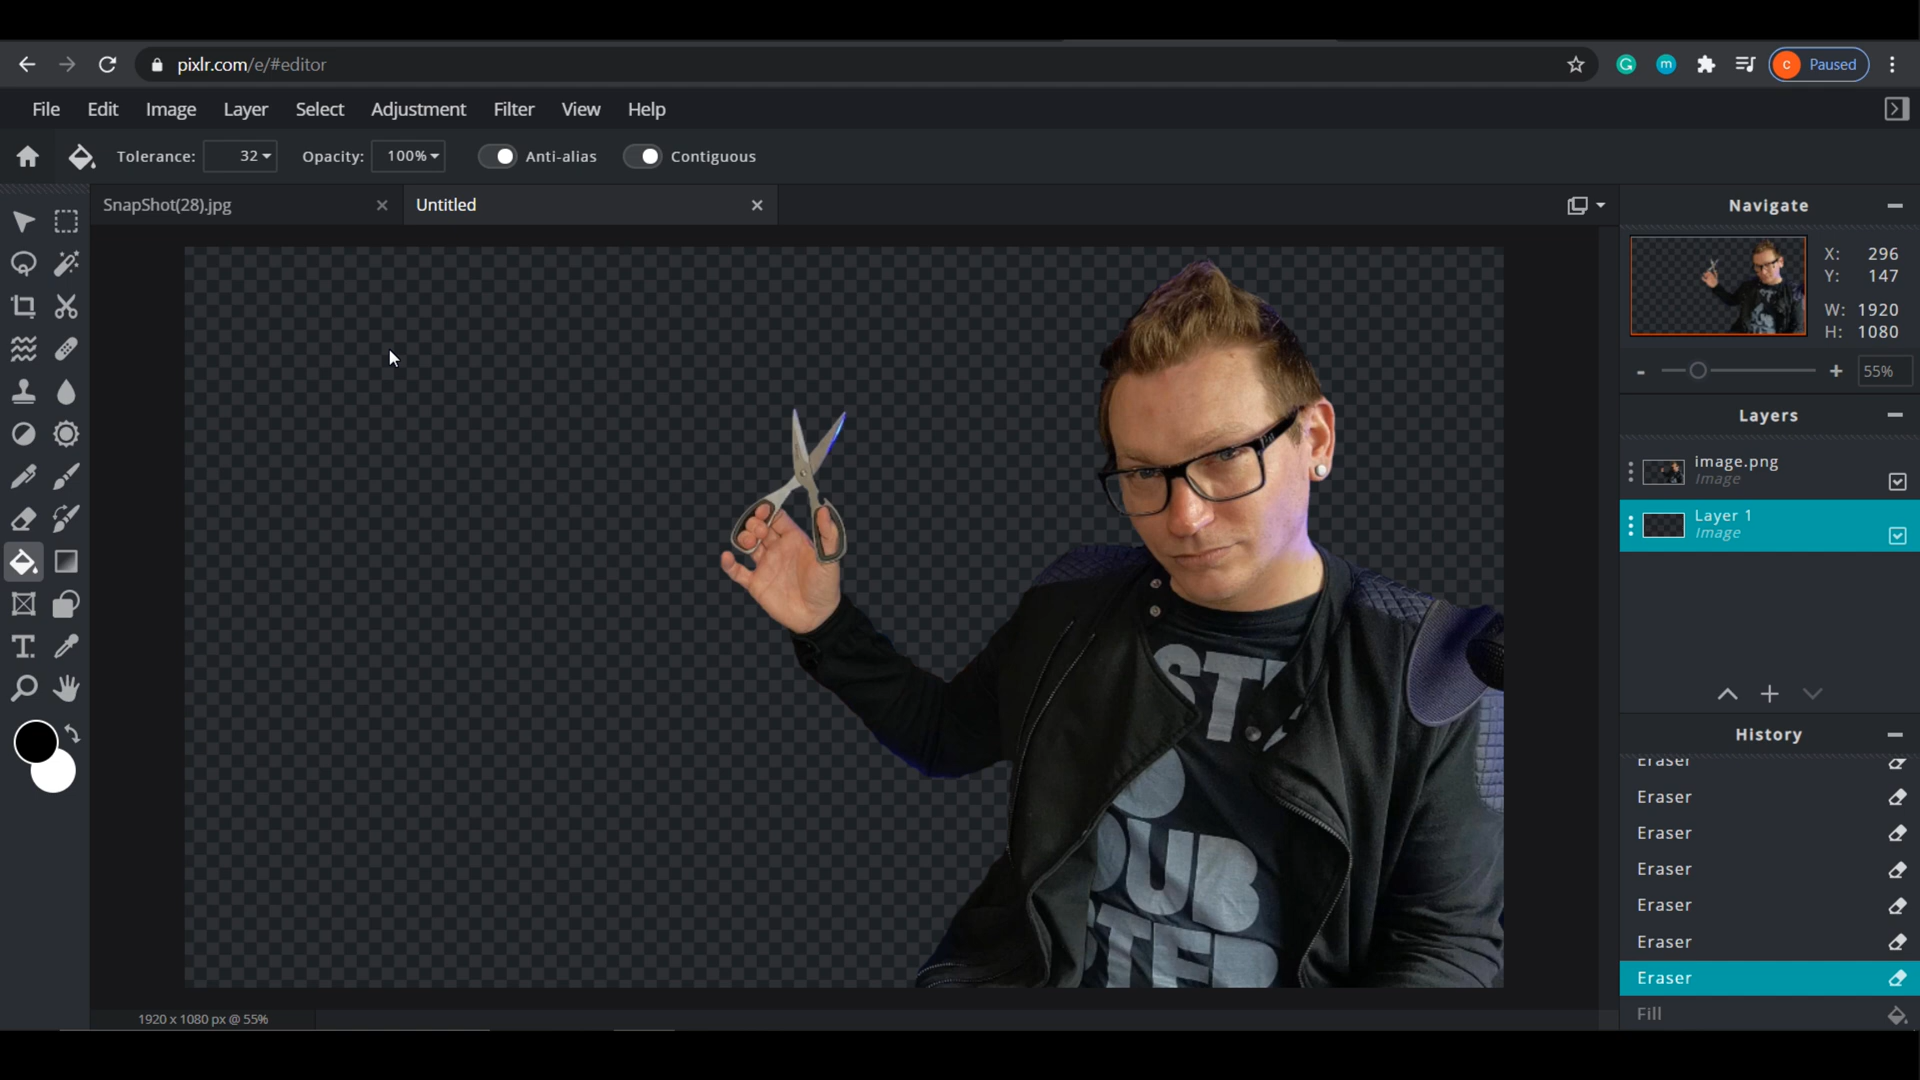 pixlr.com/e/#editor
Paused
File Edit Image Layer Select Adjustment Filter View Help
Tolerance: 32 Opacity: 100% Anti-alias Contiguous
SnapShot(28).jpg Untitled
Navigate
X: 296
Y: 147
W: 1920
H: 1080
55%
Layers
image.png
Image
Layer 1
Image
History
Eraser
Eraser
Eraser
Eraser
Eraser
Eraser
Eraser
Fill
1920 x 1080 px @ 55%